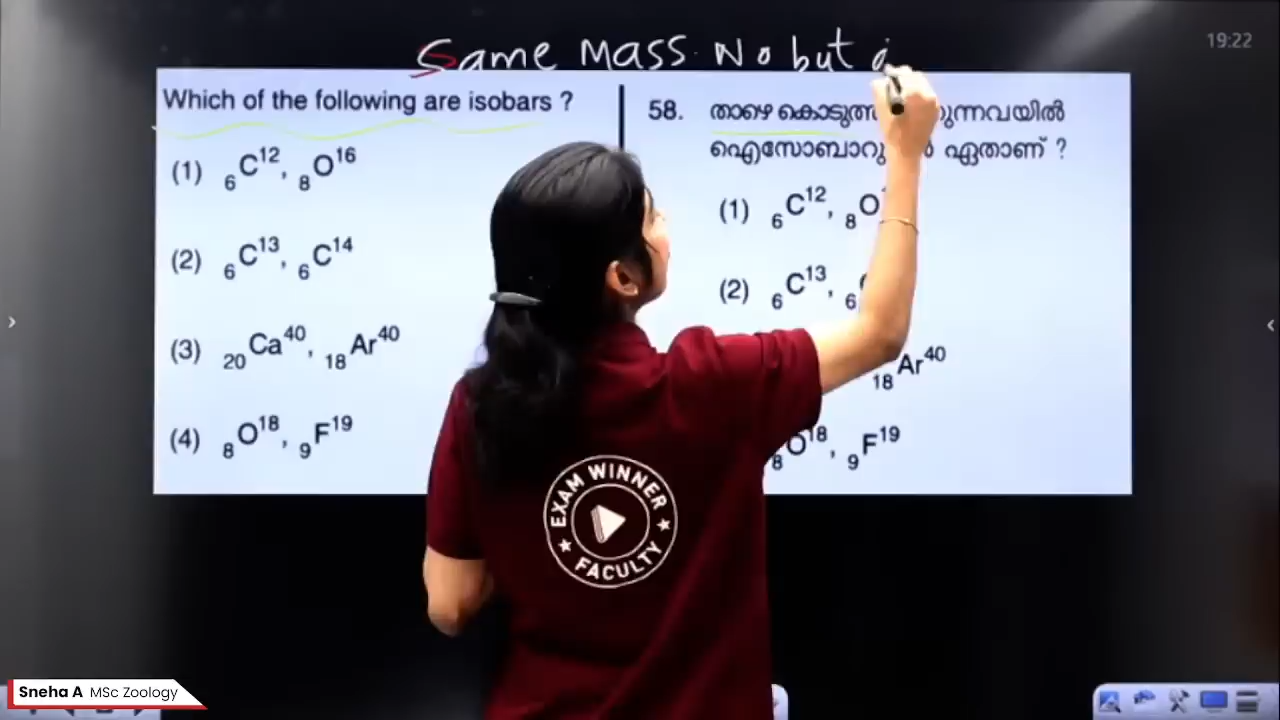 Same Mass No but
19:22
Which of the following are isobars ?
(1) ₆C¹², ₈O¹⁶
(2) ₆C¹³, ₆C¹⁴
(3) ₂₀Ca⁴⁰, ₁₈Ar⁴⁰
(4) ₈O¹⁸, ₉F¹⁹
58. താഴെ
ഏതാണ് ?
(1) ₆C¹², ₈O
(2) ₆C¹³, ₆
₁₈Ar⁴⁰
₈O¹⁸, ₉F¹⁹
EXAM WINNER
FACULTY
Sneha A MSc Zoology